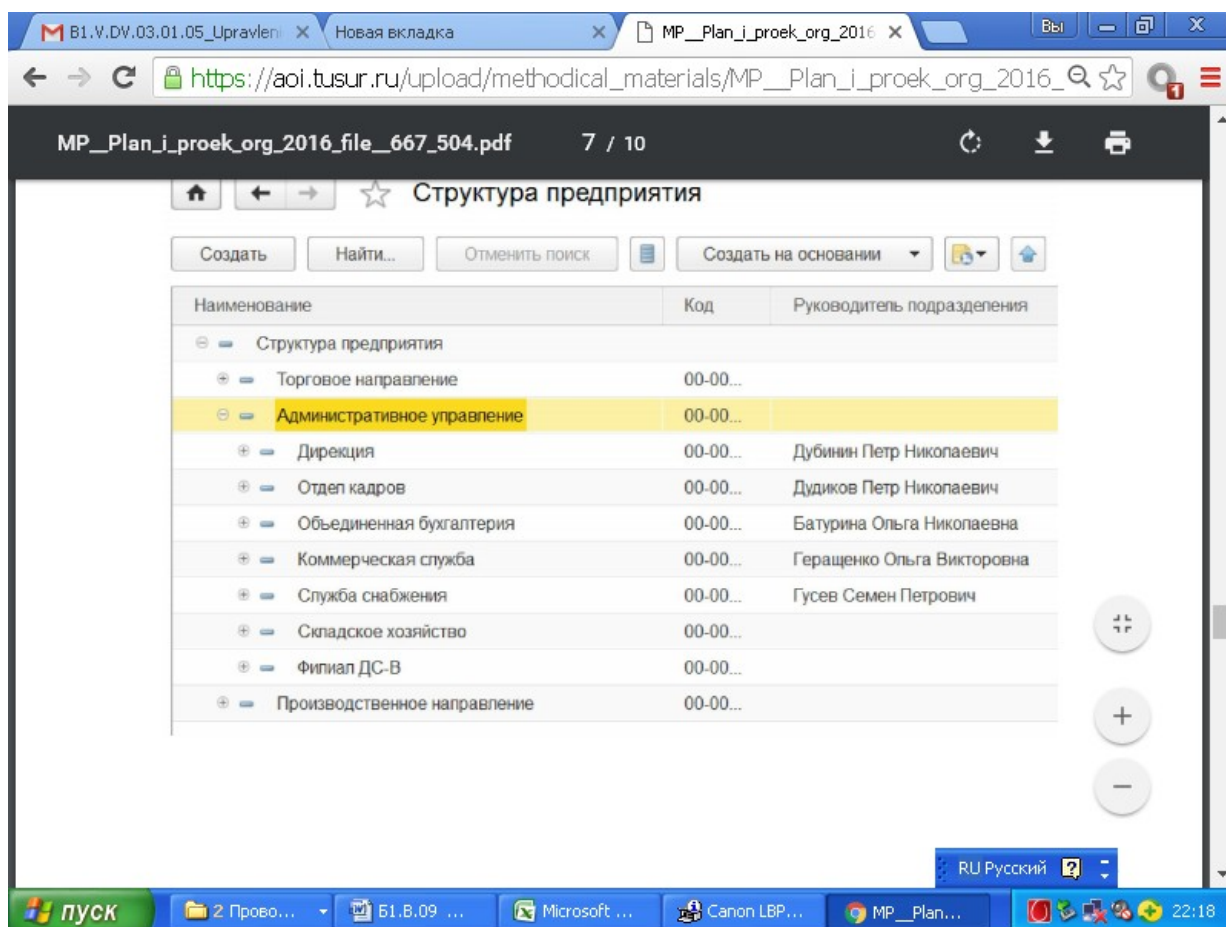 B1.V.DV.03.01.05_Upravleni
Новая вкладка
MP__Plan_i_proek_org_2016
Вы
https://aoi.tusur.ru/upload/methodical_materials/MP__Plan_i_proek_org_2016_
1
MP__Plan_i_proek_org_2016_file__667_504.pdf 7 / 10
Структура предприятия
Создать Найти... Отменить поиск Создать на основании
Наименование Код Руководитель подразделения
Структура предприятия
Торговое направление 00-00...
Административное управление 00-00...
Дирекция 00-00... Дубинин Петр Николаевич
Отдел кадров 00-00... Дудиков Петр Николаевич
Объединенная бухгалтерия 00-00... Батурина Ольга Николаевна
Коммерческая служба 00-00... Геращенко Ольга Викторовна
Служба снабжения 00-00... Гусев Семен Петрович
Складское хозяйство 00-00...
Филиал ДС-В 00-00...
Производственное направление 00-00...
RU Русский
пуск 2 Прово... Б1.В.09 ... Microsoft ... Canon LBP... MP__Plan... 22:18